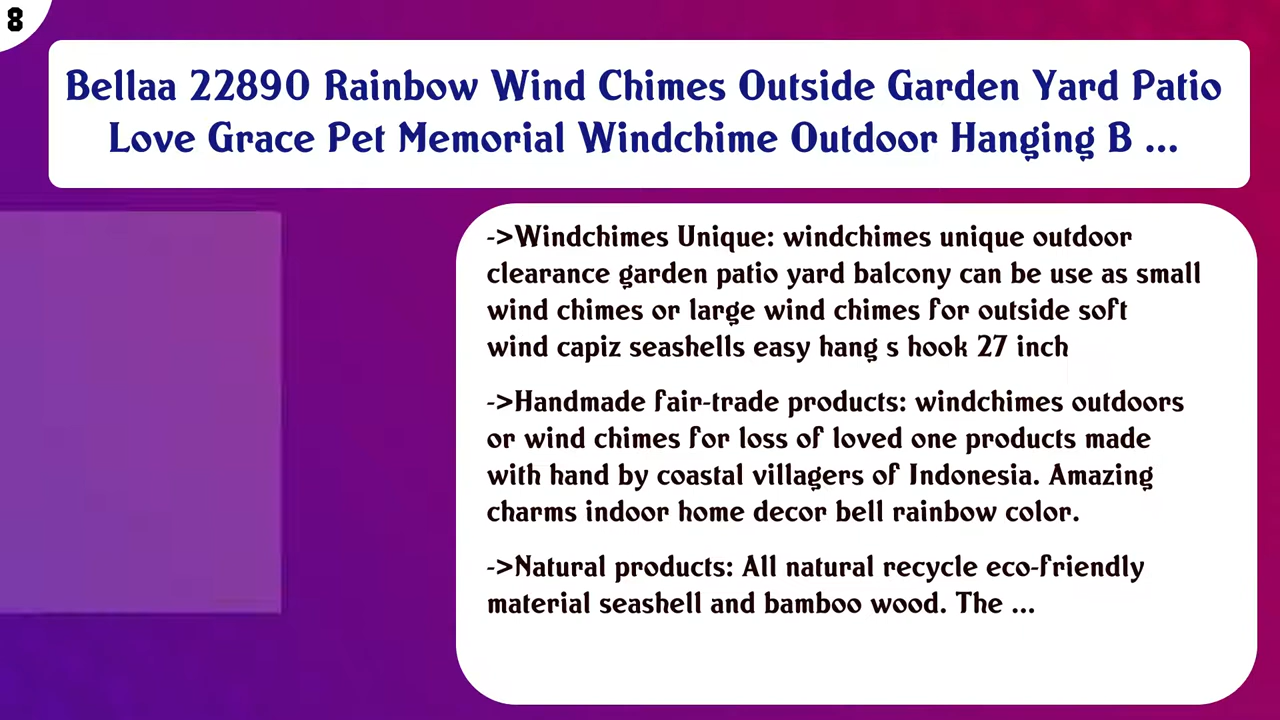 8
Bellaa 22890 Rainbow Wind Chimes Outside Garden Yard Patio
Love Grace Pet Memorial Windchime Outdoor Hanging B ...
->Windchimes Unique: windchimes unique outdoor
clearance garden patio yard balcony can be use as small
wind chimes or large wind chimes for outside soft
wind capiz seashells easy hang s hook 27 inch
->Handmade fair-trade products: windchimes outdoors
or wind chimes for loss of loved one products made
with hand by coastal villagers of Indonesia. Amazing
charms indoor home decor bell rainbow color.
->Natural products: All natural recycle eco-friendly
material seashell and bamboo wood. The ...